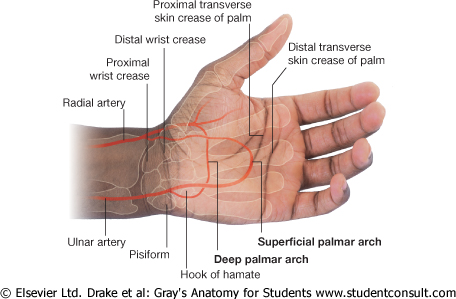 Proximal transverse
skin crease of palm
Distal wrist crease
Distal transverse
skin crease of palm
Proximal
wrist crease
Radial artery
Ulnar artery
Pisiform
Superficial palmar arch
Deep palmar arch
Hook of hamate
© Elsevier Ltd. Drake et al: Gray's Anatomy for Students www.studentconsult.com